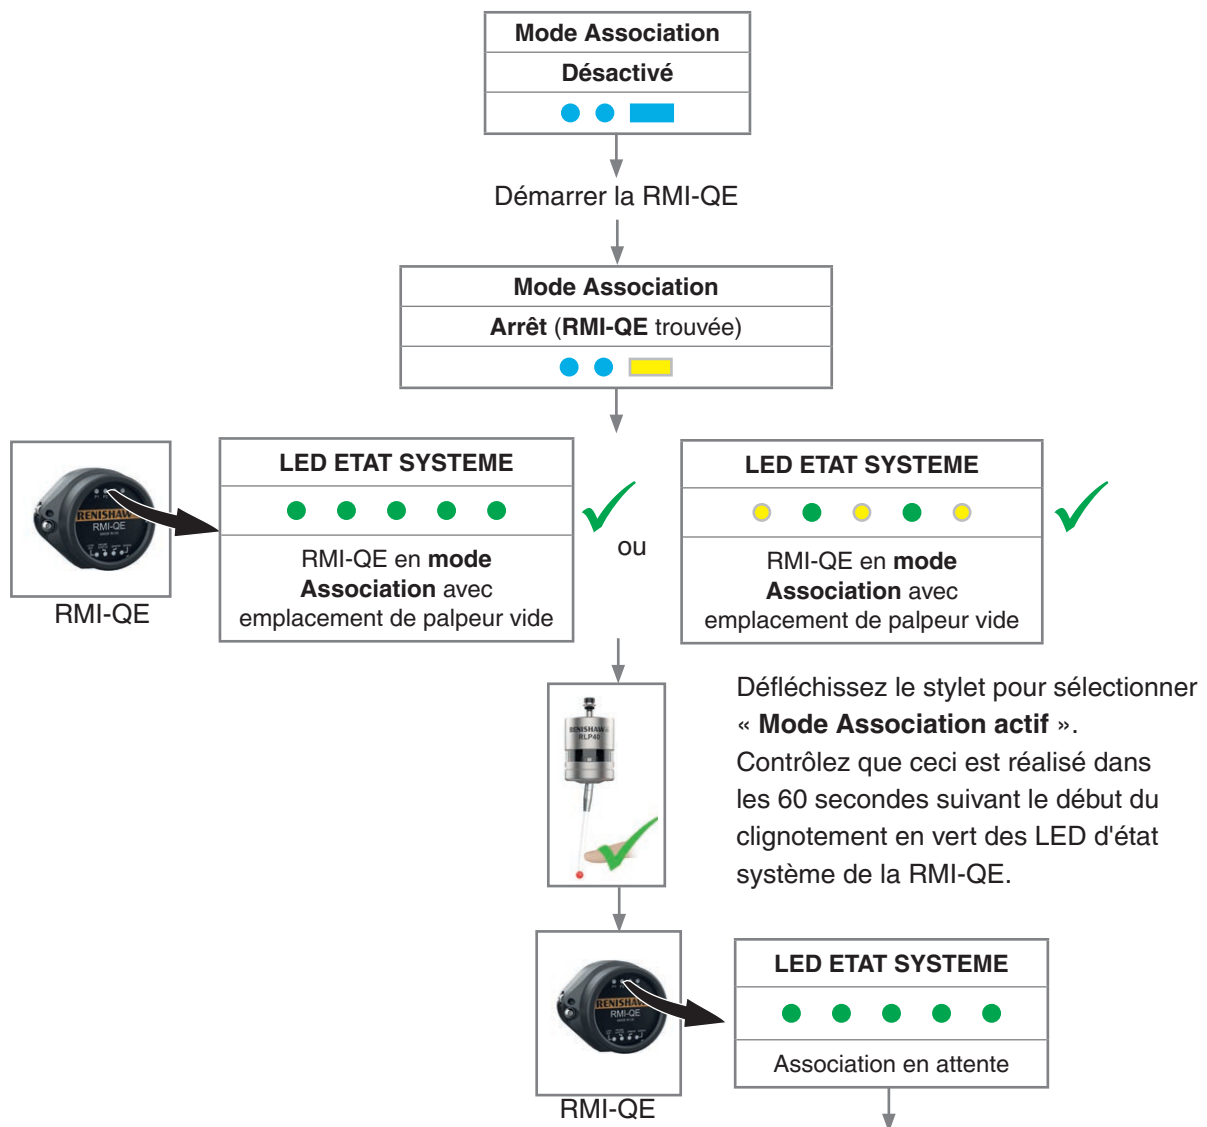 Mode Association
Désactivé
Démarrer la RMI-QE
Mode Association
Arrêt (RMI-QE trouvée)
RENISHAW
RMI-QE
RMI-QE
LED ETAT SYSTEME
RMI-QE en mode
Association avec
emplacement de palpeur vide
ou
LED ETAT SYSTEME
RMI-QE en mode
Association avec
emplacement de palpeur vide
RENISHAW
RLP40
Défléchissez le stylet pour sélectionner
« Mode Association actif ».
Contrôlez que ceci est réalisé dans
les 60 secondes suivant le début du
clignotement en vert des LED d'état
système de la RMI-QE.
RENISHAW
RMI-QE
RMI-QE
LED ETAT SYSTEME
Association en attente